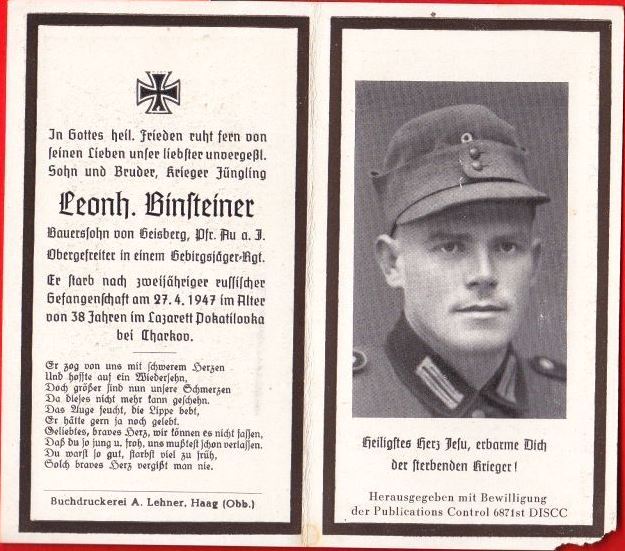 In Gottes heil. Frieden ruht fern von
seinen Lieben unser liebster unvergeßl.
Sohn und Bruder, Krieger Jüngling
Leonh. Binsteiner
Bauerssohn von Geisberg, Pfr. Au a. I.
Obergefreiter in einem Gebirgsjäger-Rgt.
Er starb nach zweijähriger russischer
Gefangenschaft am 27. 4. 1947 im Alter
von 38 Jahren im Lazarett Pokatilovka
bei Charkov.
Er zog von uns mit schwerem Herzen
Und hoffte auf ein Wiedersehn,
Doch größer sind nun unsre Schmerzen
Da dieses nicht mehr kann geschehn.
Das Auge feucht, die Lippe bebt,
Er hätte gern ja noch gelebt.
Geliebtes, braves Herz, wir können es nicht fassen,
Daß du so jung u. froh, uns mußtest schon verlassen.
Du warst so gut, starbst viel zu früh,
Solch braves Herz vergißt man nie.
Buchdruckerei A. Lehner, Haag (Obb.)
Heiligstes Herz Jesu, erbarme Dich
der sterbenden Krieger!
Herausgegeben mit Bewilligung
der Publications Control 6871st DISCC